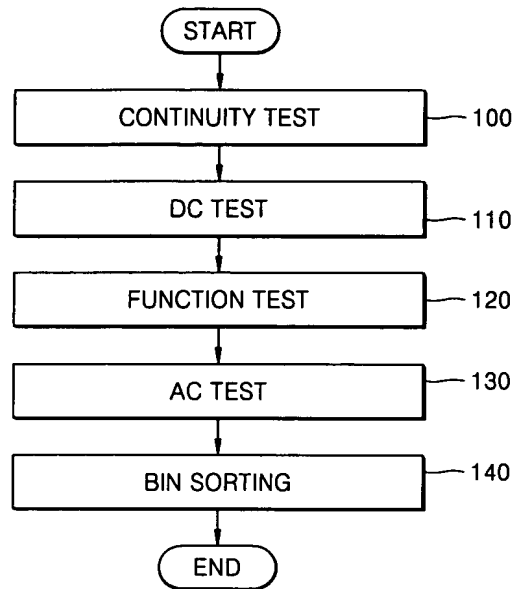 START
CONTINUITY TEST
100
DC TEST
110
FUNCTION TEST
120
AC TEST
130
BIN SORTING
140
END